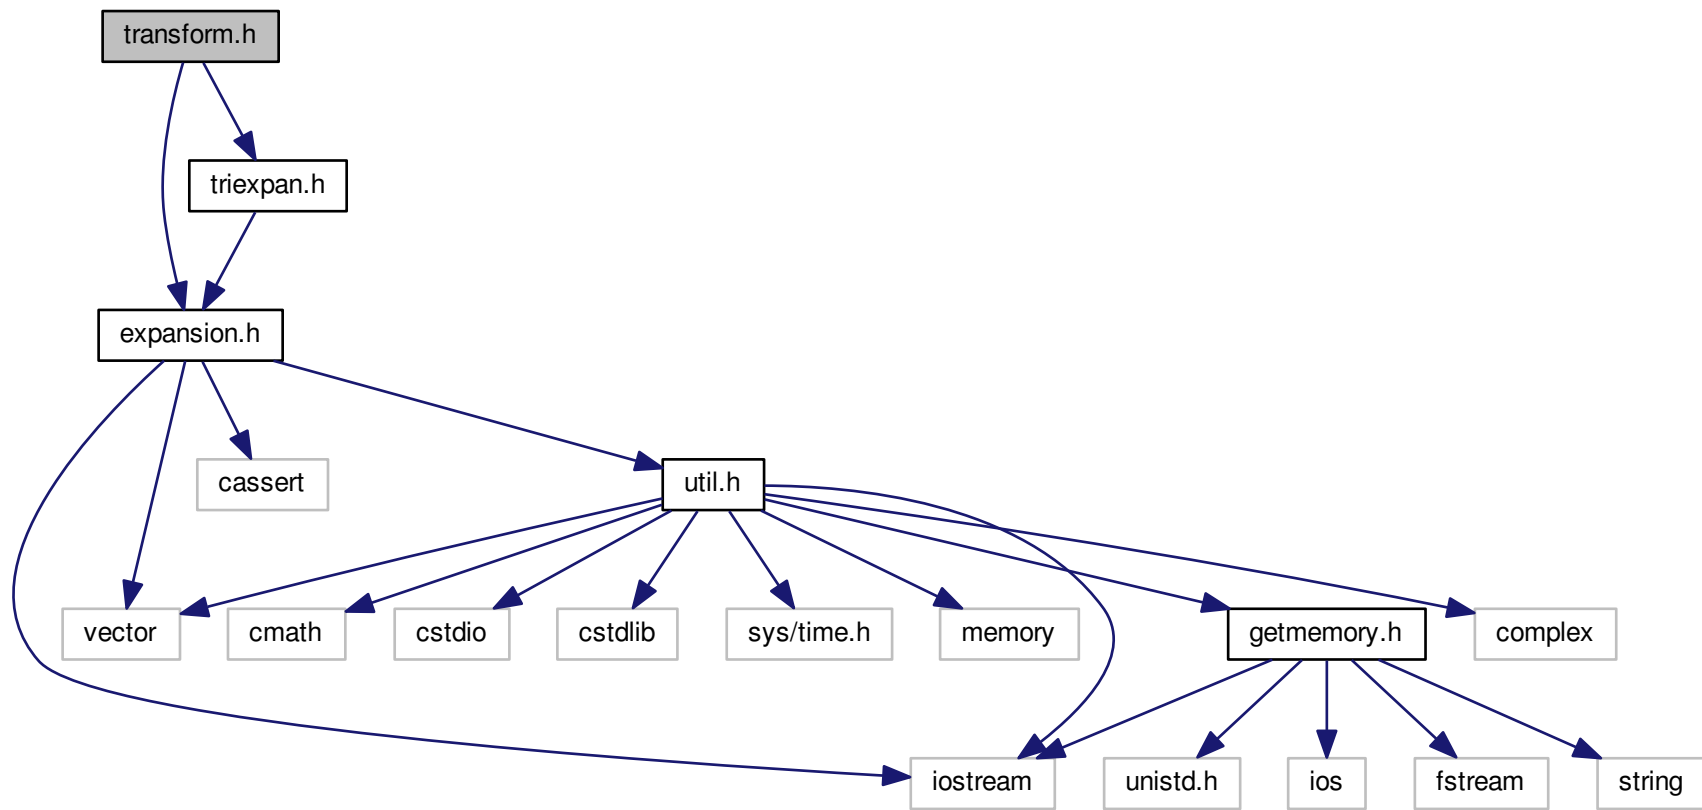 transform.h
triexpan.h
expansion.h
cassert
util.h
vector
cmath
cstdio
cstdlib
sys/time.h
memory
getmemory.h
complex
iostream
unistd.h
ios
fstream
string